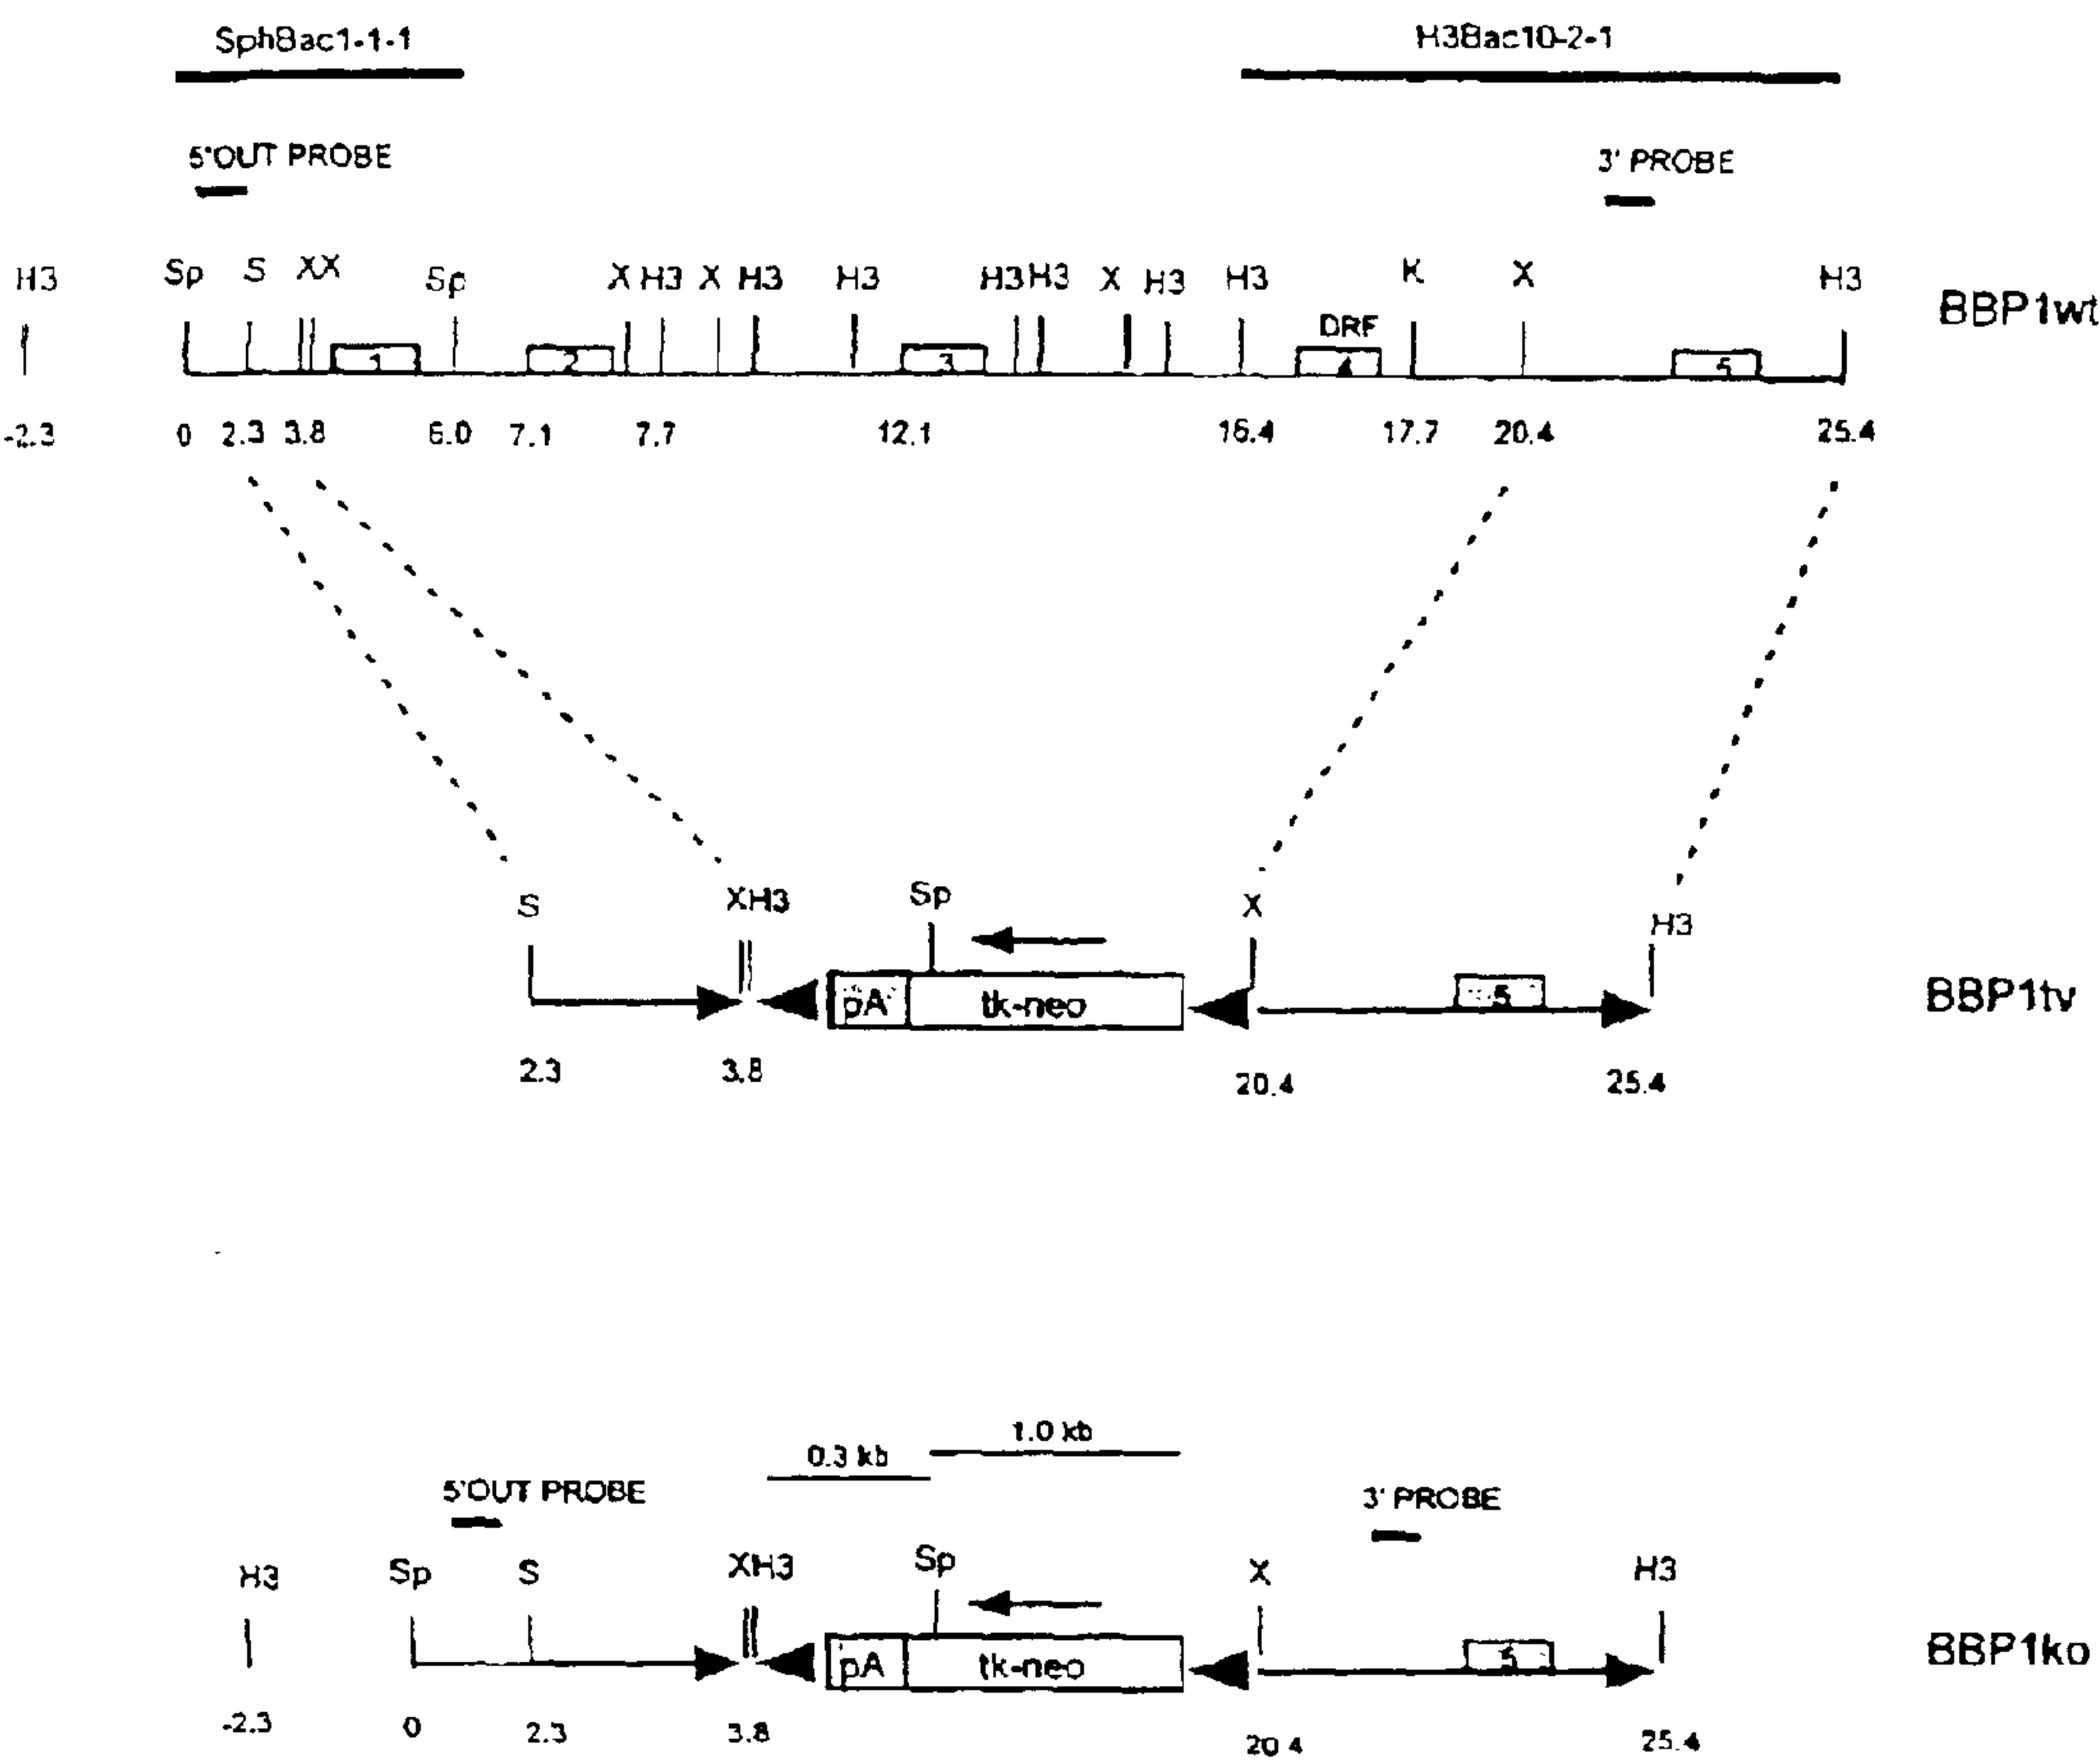 Sph8ac1-1-1 H3Bac10-2-1
5'OUT PROBE 3' PROBE
H3 Sp S XX Sp X H3 X H3 H3 H3 H3 X H3 H3 K X H3
BBP1wt
DRF
1 2 3 4 5
-2.3 0 2.3 3.8 6.0 7.1 7.7 12.1 16.4 17.7 20.4 25.4
S XH3 Sp X H3
pA tk-neo 5
BBP1tv
2.3 3.8 20.4 25.4
1.0 kb
0.3 kb
5'OUT PROBE 3' PROBE
H3 Sp S XH3 Sp X H3
pA tk-neo 5
BBP1ko
-2.3 0 2.3 3.8 20.4 25.4